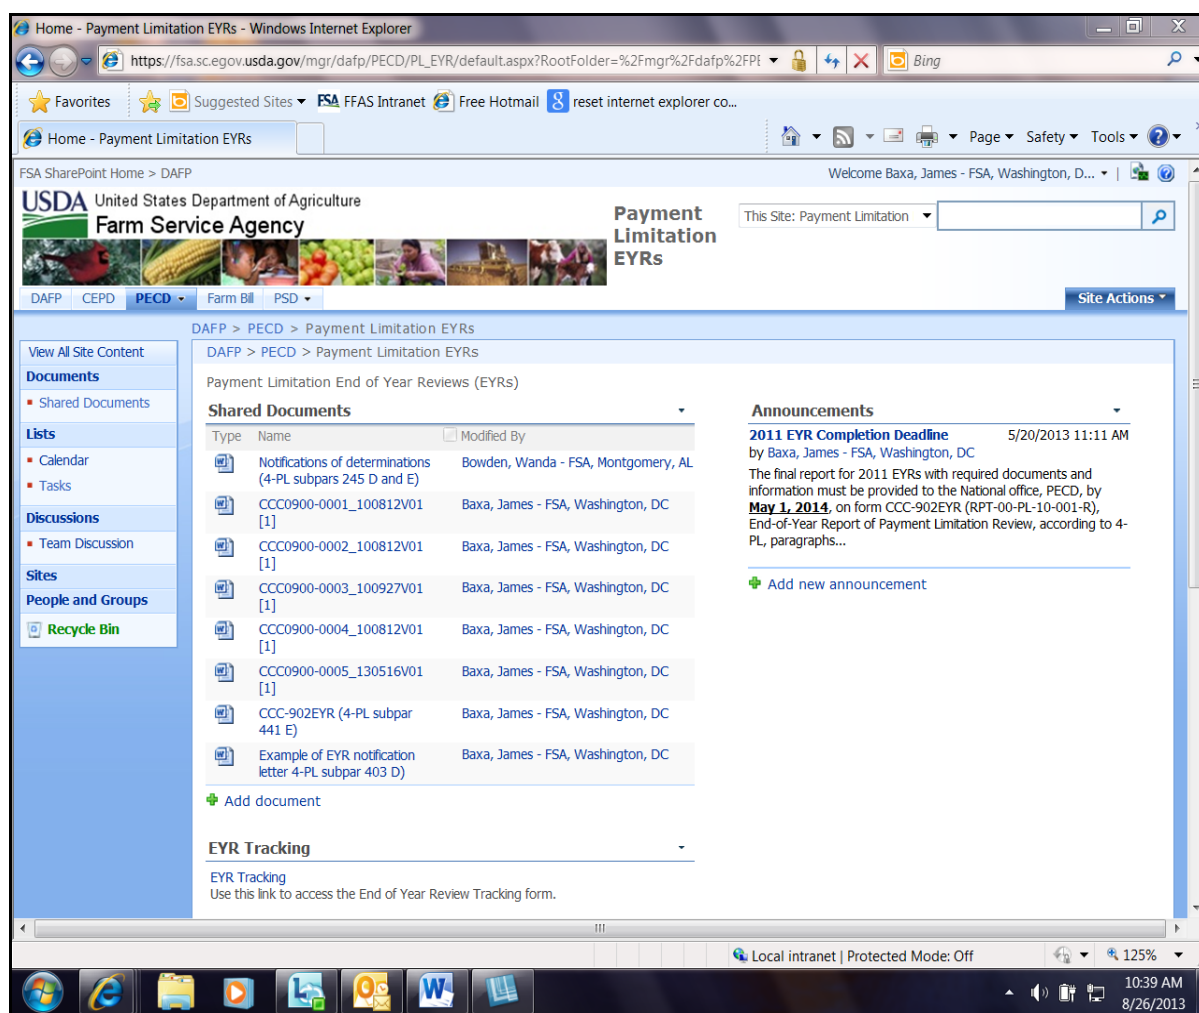 Home - Payment Limitation EYRs - Windows Internet Explorer
https://fsa.sc.egov.usda.gov/mgr/dafp/PECD/PL_EYR/default.aspx?RootFolder=%2Fmgr%2Fdafp%2FPE
Bing
Favorites Suggested Sites FSA FFAS Intranet Free Hotmail 8 reset internet explorer co...
Home - Payment Limitation EYRs Page Safety Tools
FSA SharePoint Home > DAFP Welcome Baxa, James - FSA, Washington, D... |
USDA United States Department of Agriculture
Farm Service Agency
Payment
Limitation
EYRs
This Site: Payment Limitation
DAFP CEPD PECD Farm Bill PSD Site Actions
DAFP > PECD > Payment Limitation EYRs
DAFP > PECD > Payment Limitation EYRs
View All Site Content
Documents
Shared Documents
Lists
Calendar
Tasks
Discussions
Team Discussion
Sites
People and Groups
Recycle Bin
Payment Limitation End of Year Reviews (EYRs)
Shared Documents
Type Name Modified By
Notifications of determinations Bowden, Wanda - FSA, Montgomery, AL
(4-PL subpars 245 D and E)
CCC0900-0001_100812V01 Baxa, James - FSA, Washington, DC
[1]
CCC0900-0002_100812V01 Baxa, James - FSA, Washington, DC
[1]
CCC0900-0003_100927V01 Baxa, James - FSA, Washington, DC
[1]
CCC0900-0004_100812V01 Baxa, James - FSA, Washington, DC
[1]
CCC0900-0005_130516V01 Baxa, James - FSA, Washington, DC
[1]
CCC-902EYR (4-PL subpar Baxa, James - FSA, Washington, DC
441 E)
Example of EYR notification Baxa, James - FSA, Washington, DC
letter 4-PL subpar 403 D)
Add document
EYR Tracking
EYR Tracking
Use this link to access the End of Year Review Tracking form.
Announcements
2011 EYR Completion Deadline 5/20/2013 11:11 AM
by Baxa, James - FSA, Washington, DC
The final report for 2011 EYRs with required documents and
information must be provided to the National office, PECD, by
May 1, 2014, on form CCC-902EYR (RPT-00-PL-10-001-R),
End-of-Year Report of Payment Limitation Review, according to 4-
PL, paragraphs...
Add new announcement
Local intranet | Protected Mode: Off 125%
10:39 AM
8/26/2013